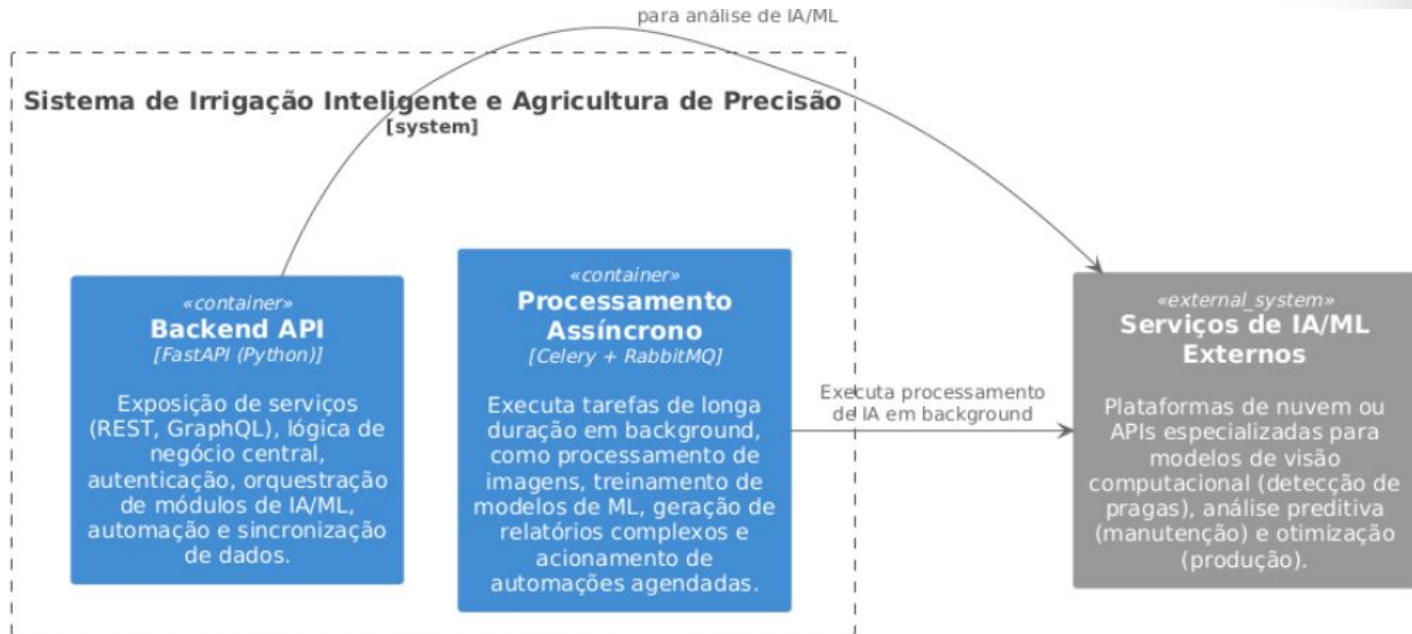 para análise de IA/ML
Sistema de Irrigação Inteligente e Agricultura de Precisão
[system]
«container»
Backend API
[FastAPI (Python)]
Exposição de serviços
(REST, GraphQL), lógica de
negócio central,
autenticação, orquestração
de módulos de IA/ML,
automação e sincronização
de dados.
«container»
Processamento
Assíncrono
[Celery + RabbitMQ]
Executa tarefas de longa
duração em background,
como processamento de
imagens, treinamento de
modelos de ML, geração de
relatórios complexos e
acionamento de
automações agendadas.
Executa processamento
de IA em background
«external_system»
Serviços de IA/ML
Externos
Plataformas de nuvem ou
APIs especializadas para
modelos de visão
computacional (detecção de
pragas), análise preditiva
(manutenção) e otimização
(produção).